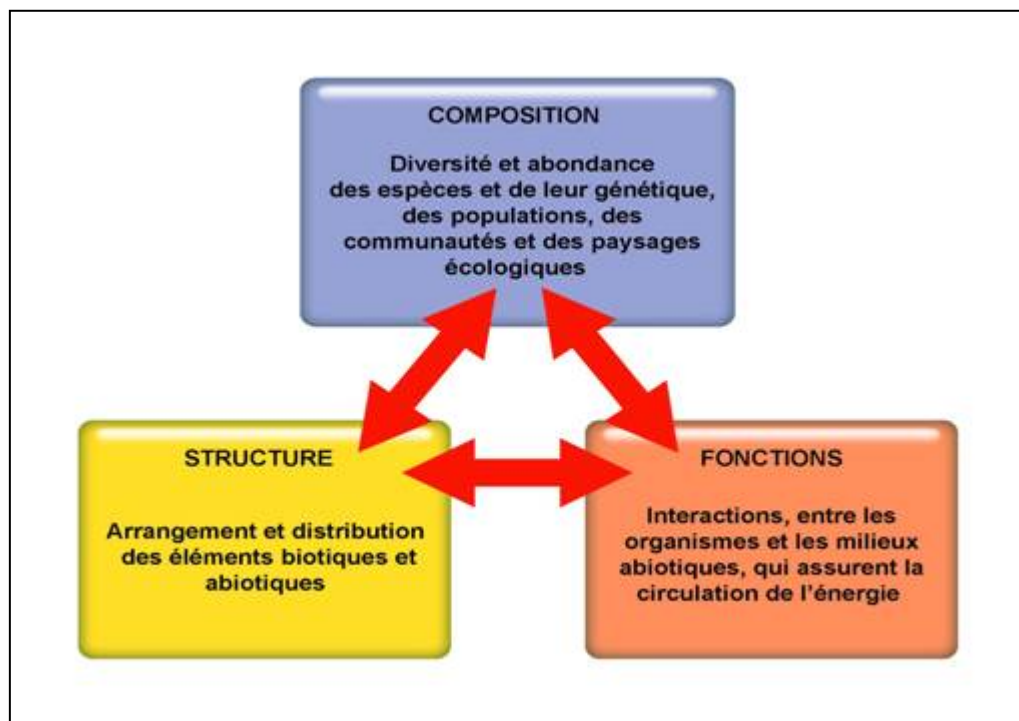 COMPOSITION
Diversité et abondance
des espèces et de leur génétique,
des populations, des
communautés et des paysages
écologiques
STRUCTURE
Arrangement et distribution
des éléments biotiques et
abiotiques
FONCTIONS
Interactions, entre les
organismes et les milieux
abiotiques, qui assurent la
circulation de l'énergie